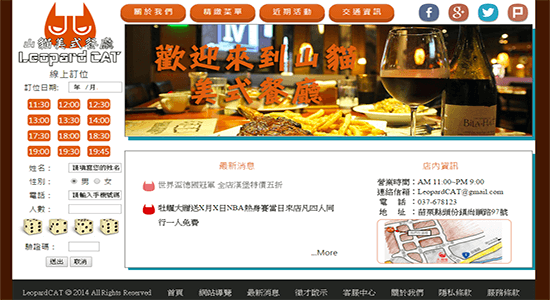 關於我們
精緻菜單
近期活動
交通資訊
山貓美式餐廳
Leopard CAT
線上訂位
訂位日期: 年 /月
11:30 12:00 12:30
13:00 13:30 14:00
17:30 18:00 18:30
19:00 19:30 19:45
姓名: 請填寫您的姓名
性別: 男 女
電話: 請輸入手機號碼
人數:
驗證碼:
送出 取消
歡迎來到山貓
美式餐廳
最新消息
世界盃德國冠軍 全店漢堡特價五折
牡蠣大贈送X月X日NBA熱身賽當日來店凡四人同
行一人免費
...More
店內資訊
營業時間:AM 11:00~PM 9:00
連絡信箱:LeopardCAT@gmail.com
電 話:037-678123
地 址:苗栗縣頭份鎮尚順路97號
LeopardCAT © 2014 All Rights Reserved
首頁 網站導覽 最新消息 徵才啟示 客服中心 關於我們 隱私條款 服務條款